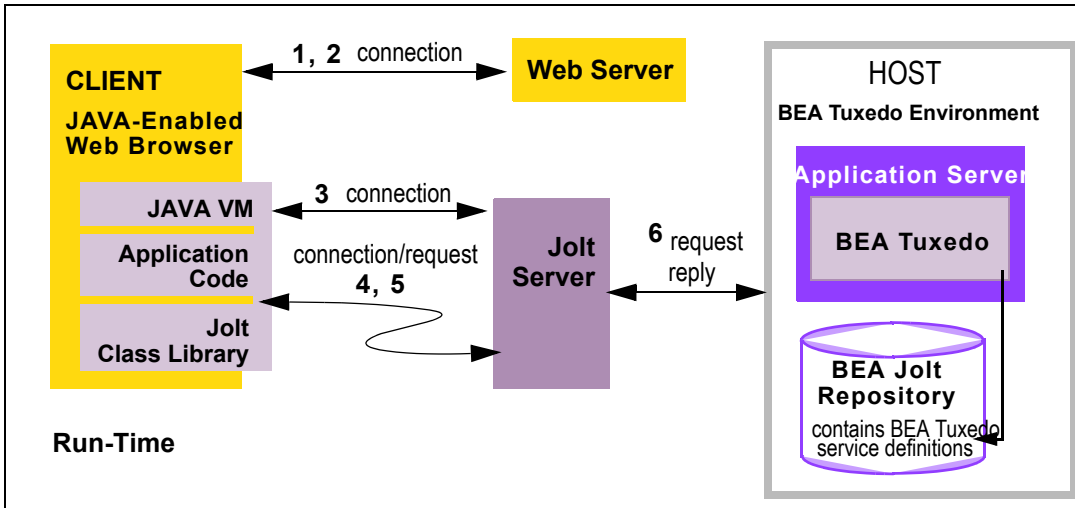 CLIENT
JAVA-Enabled
Web Browser
1, 2 connection
Web Server
JAVA VM
Application
Code
Jolt
Class Library
3 connection
connection/request
4, 5
Jolt
Server
6 request
reply
HOST
BEA Tuxedo Environment
Application Server
BEA Tuxedo
BEA Jolt
Repository
contains BEA Tuxedo
service definitions
Run-Time